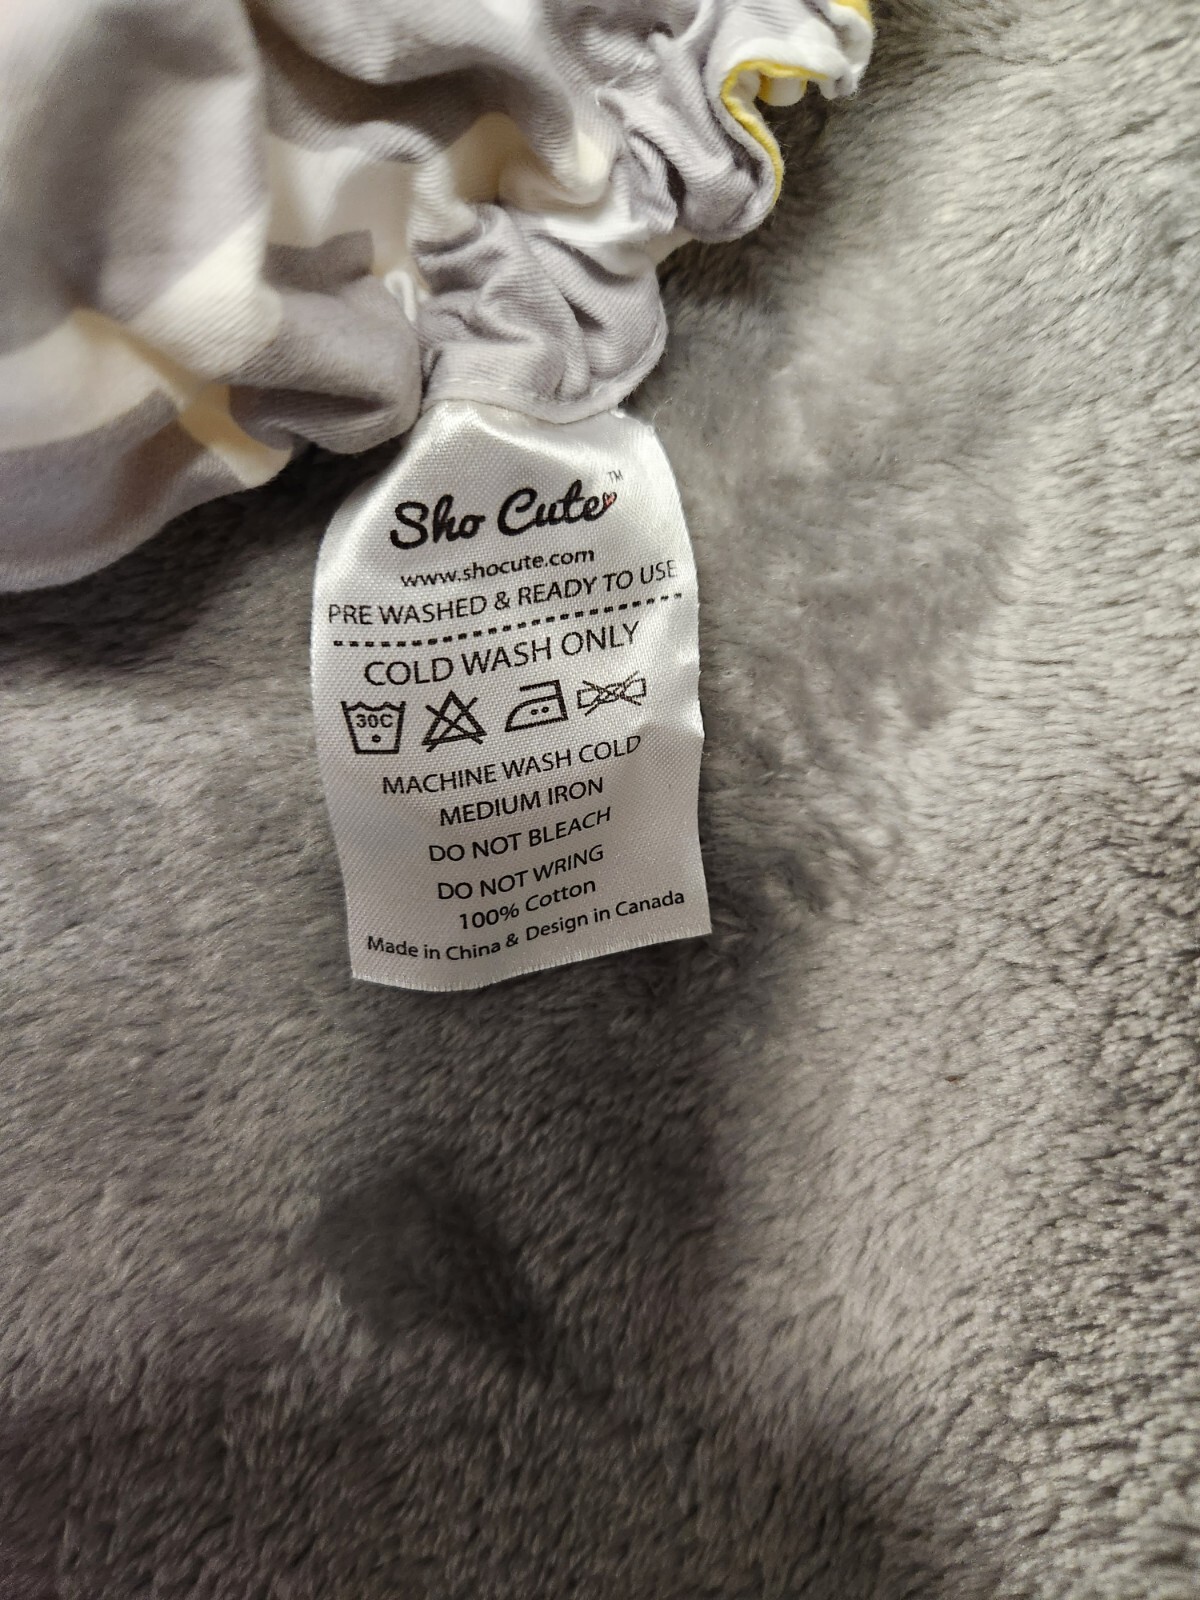 Sho Cute™
www.shocute.com
PRE WASHED & READY TO USE
COLD WASH ONLY
30C
MACHINE WASH COLD
MEDIUM IRON
DO NOT BLEACH
DO NOT WRING
100% Cotton
Made in China & Design in Canada